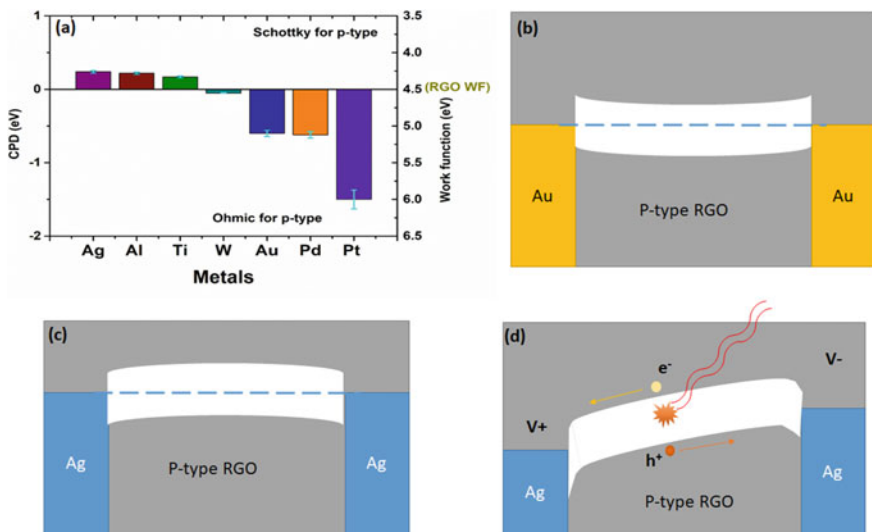 (a)
Schottky for p-type
Ohmic for p-type
1
0
-1
-2
CPD (eV)
3.5
4.0
4.5
5.0
5.5
6.0
6.5
(RGO WF)
Work function (eV)
Ag Al Ti W Au Pd Pt
Metals
(b)
Au
P-type RGO
Au
(c)
Ag
P-type RGO
Ag
(d)
V-
e-
V+
h+
Ag
P-type RGO
Ag